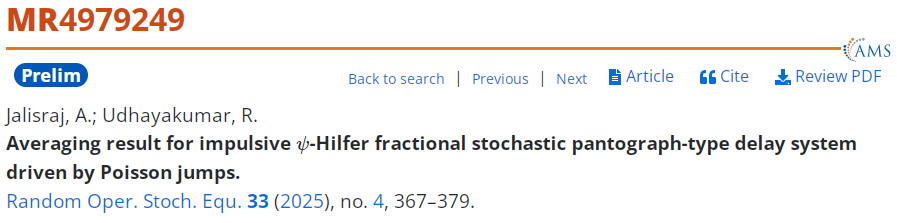 MR4979249
AMS
Prelim
Back to search | Previous | Next Article Cite Review PDF
Jalisraj, A.; Udhayakumar, R.
Averaging result for impulsive ψ-Hilfer fractional stochastic pantograph-type delay system
driven by Poisson jumps.
Random Oper. Stoch. Equ. 33 (2025), no. 4, 367–379.